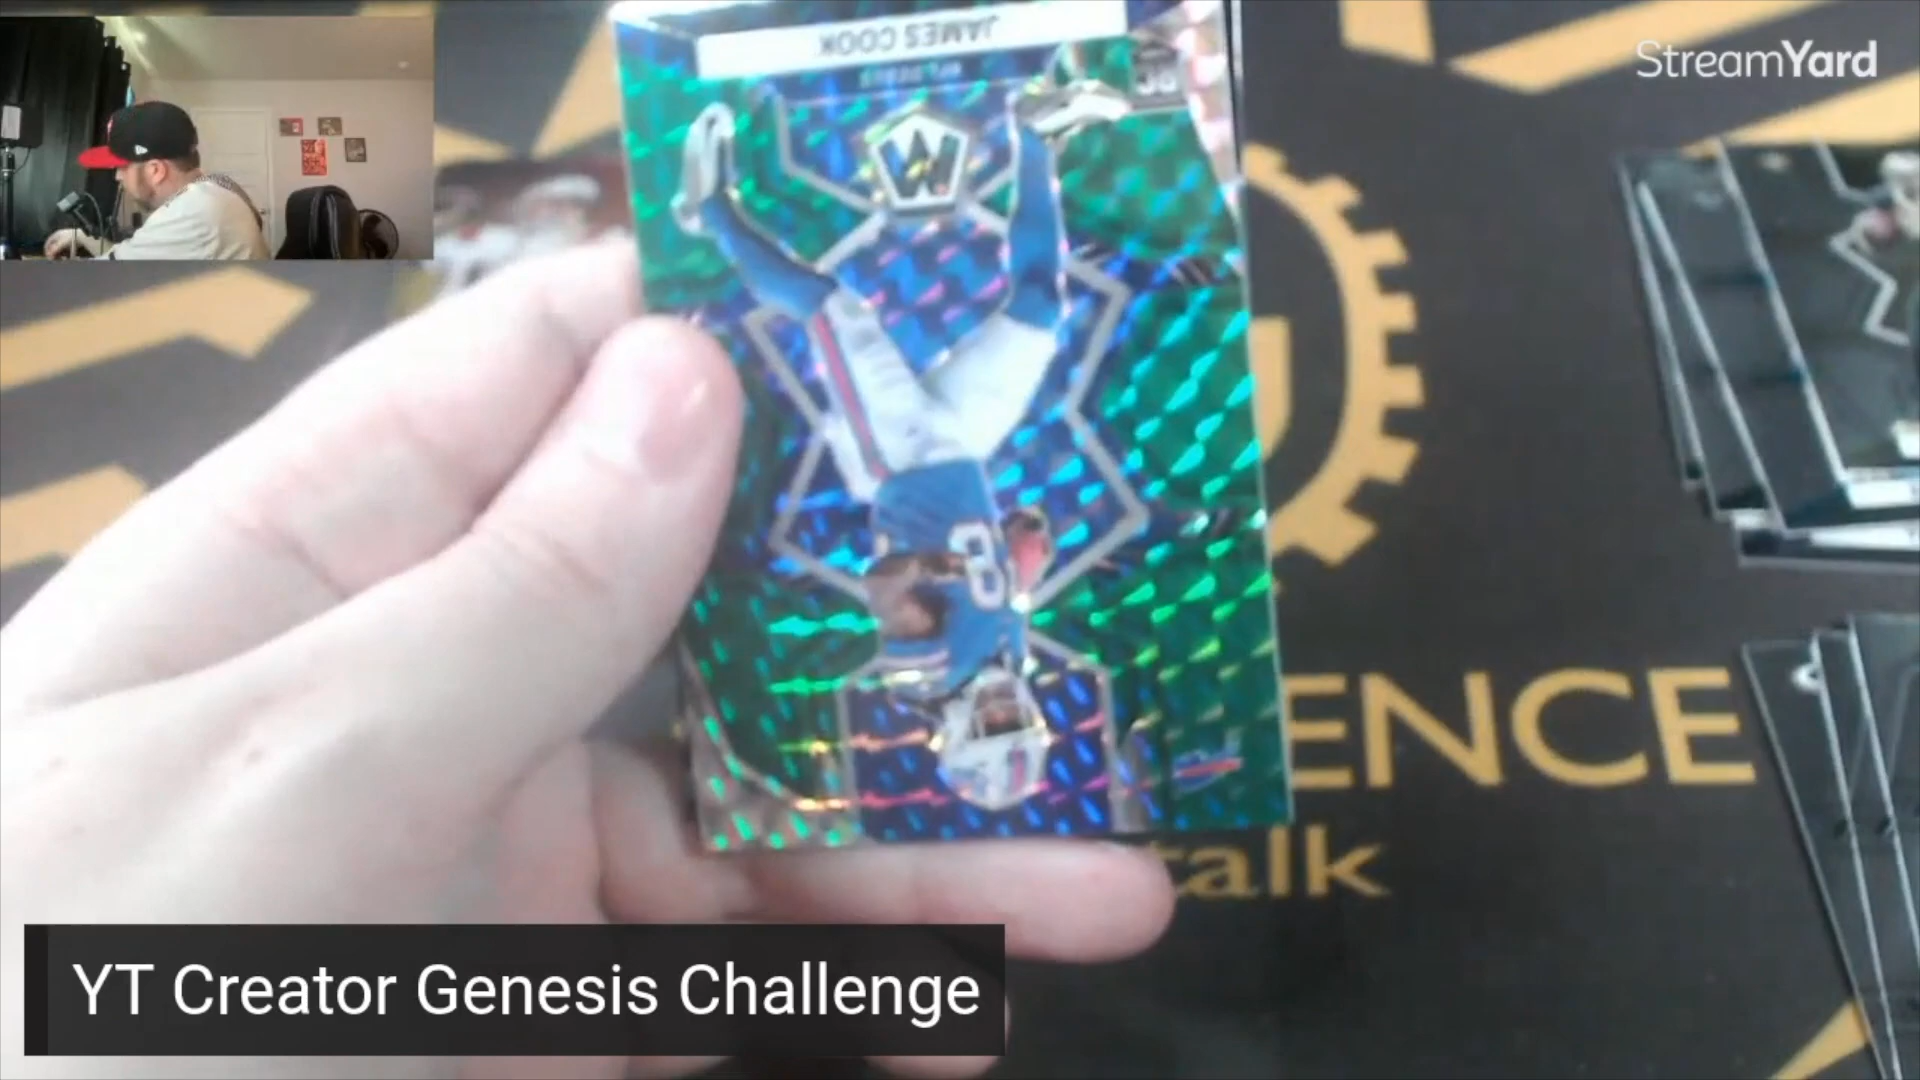 StreamYard
JAMES COOK
ENCE
talk
YT Creator Genesis Challenge